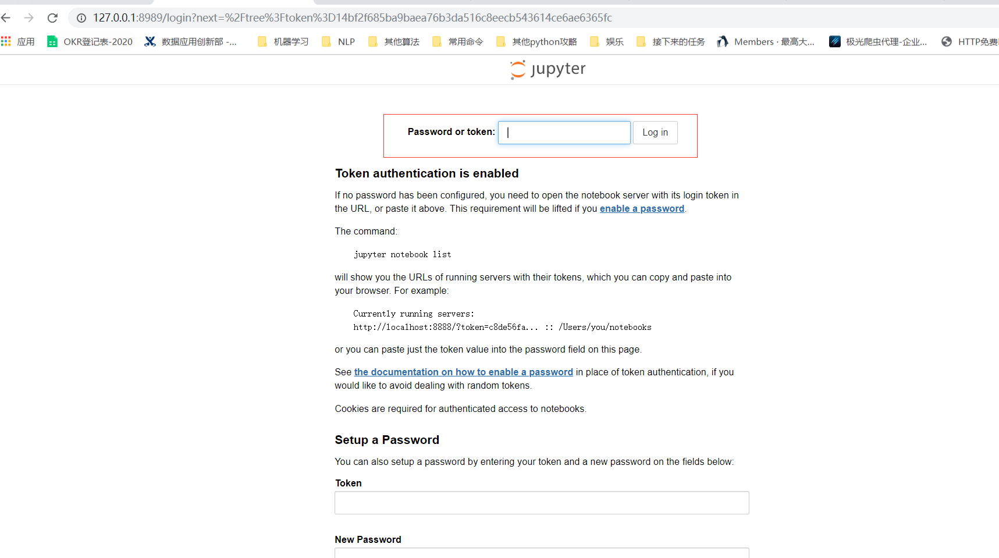 127.0.0.1:8989/login?next=%2Ftree%3Ftoken%3D14bf2f685ba9baea76b3da516c8eecb543614ce6ae6365fc
应用 OKR登记表-2020 数据应用创新部 -... 机器学习 NLP 其他算法 常用命令 其他python攻略 娱乐 接下来的任务 Members · 最高大... 极光爬虫代理-企业... HTTP免费
jupyter
Password or token: Log in
Token authentication is enabled
If no password has been configured, you need to open the notebook server with its login token in
the URL, or paste it above. This requirement will be lifted if you enable a password.
The command:
jupyter notebook list
will show you the URLs of running servers with their tokens, which you can copy and paste into
your browser. For example:
Currently running servers:
http://localhost:8888/?token=c8de56fa... :: /Users/you/notebooks
or you can paste just the token value into the password field on this page.
See the documentation on how to enable a password in place of token authentication, if you
would like to avoid dealing with random tokens.
Cookies are required for authenticated access to notebooks.
Setup a Password
You can also setup a password by entering your token and a new password on the fields below:
Token
New Password